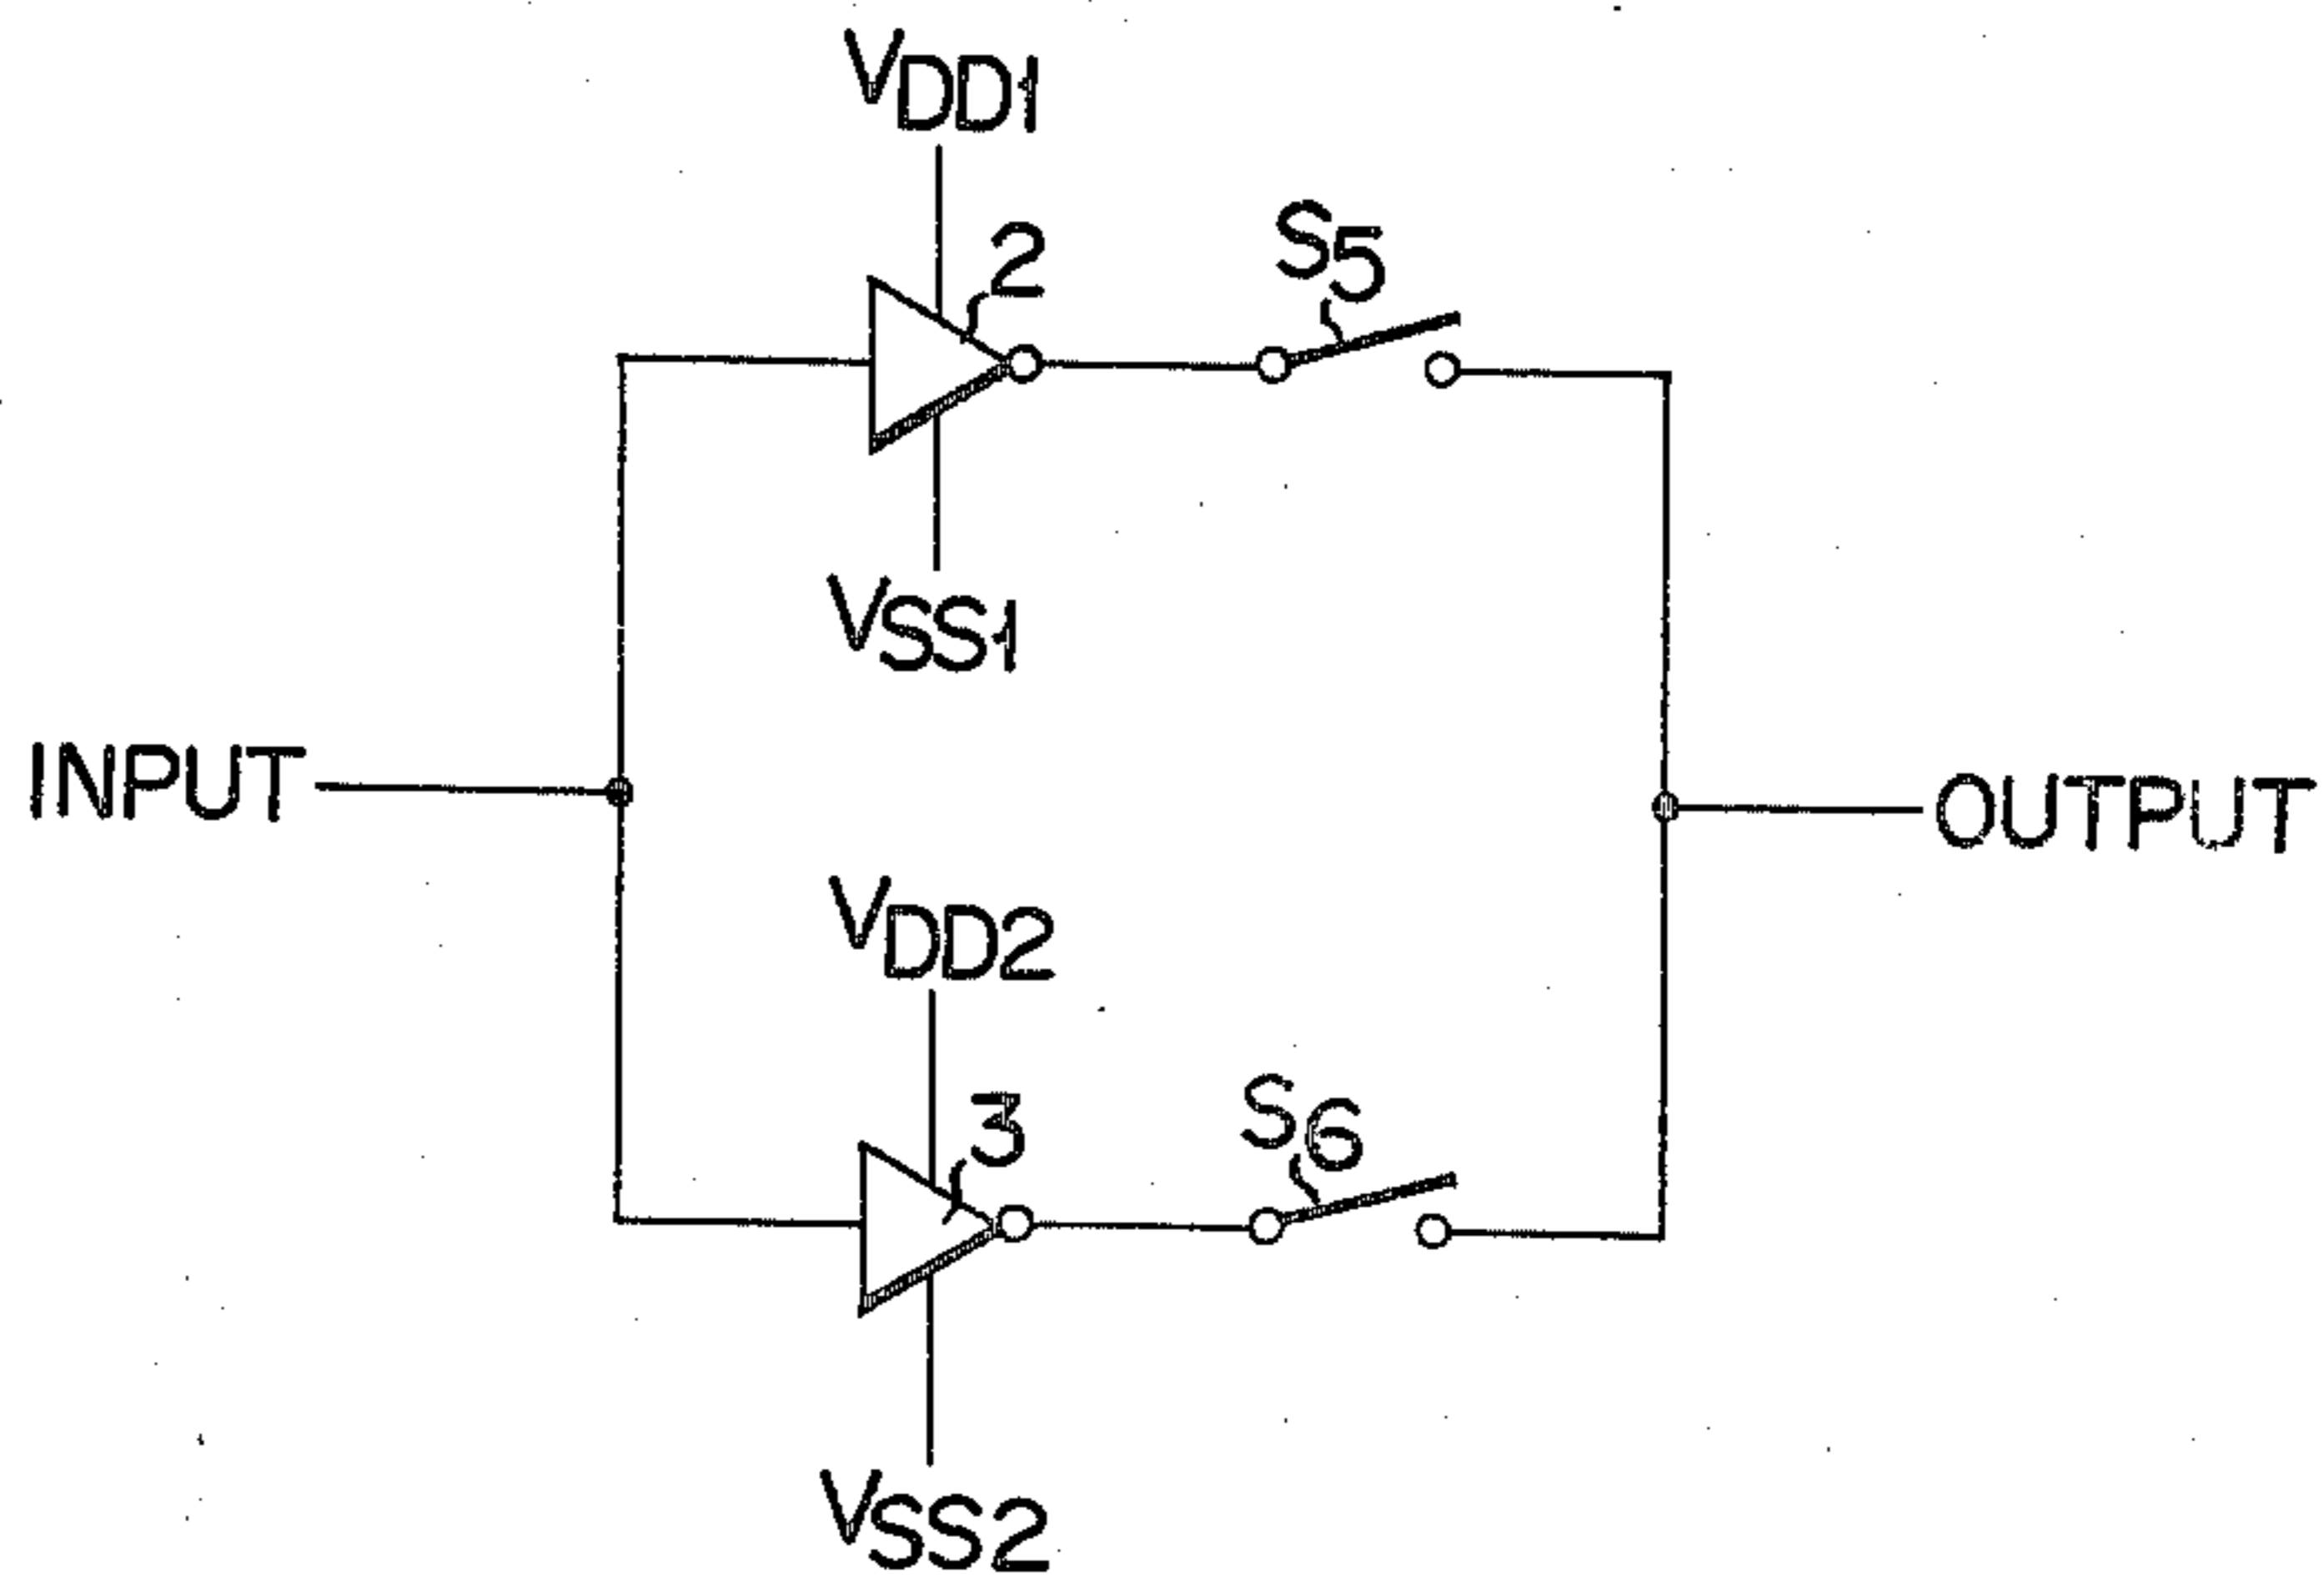 VDD1
2
S5
VSS1
INPUT
OUTPUT
VDD2
3
S6
VSS2